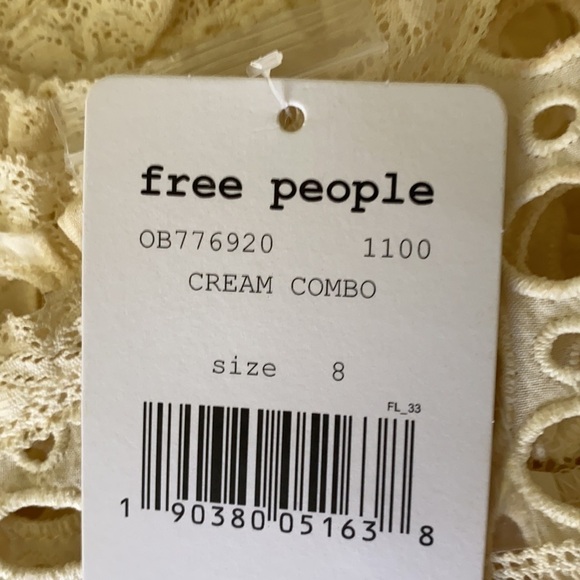 free people
OB776920 1100
CREAM COMBO
size 8
FL_33
1 90380 05163 8